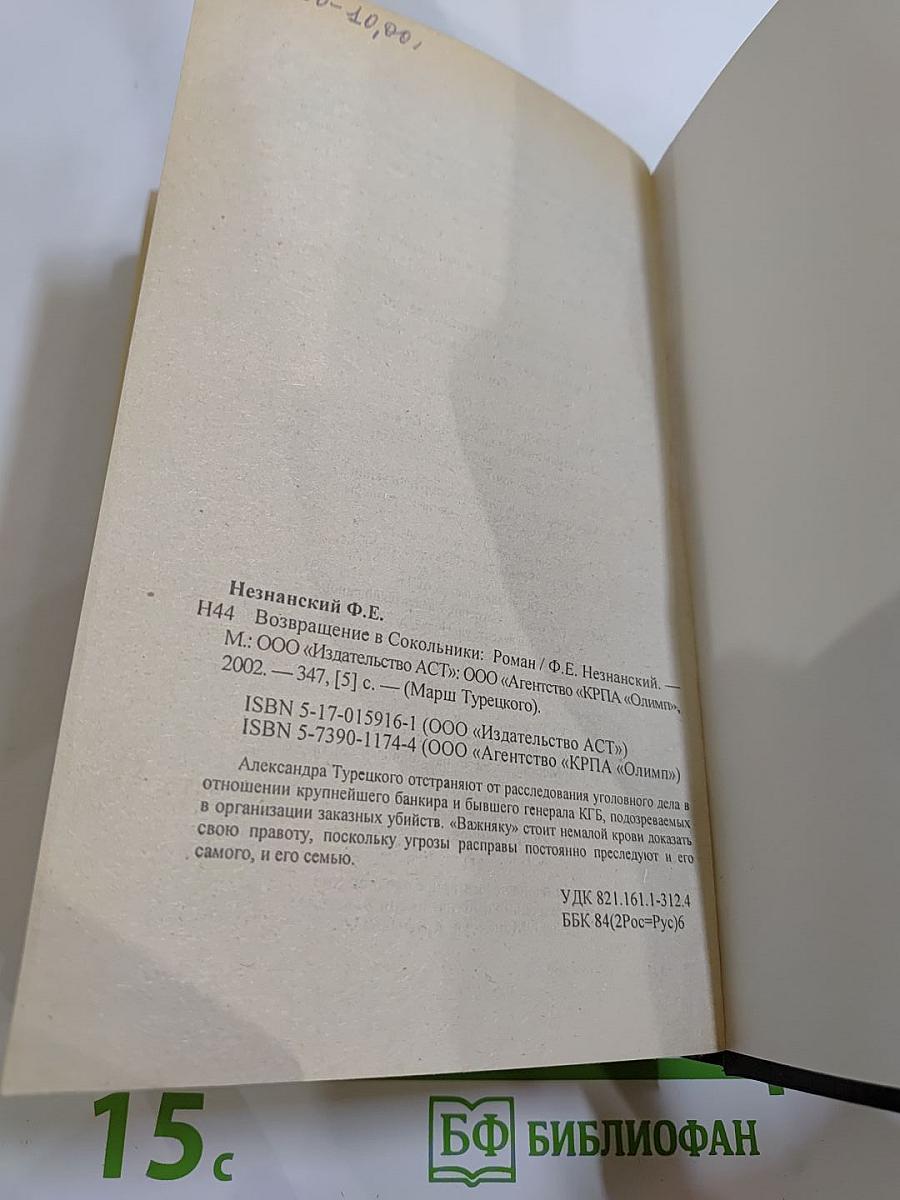 Незнанский Ф.Е.
Н44 Возвращение в Сокольники: Роман / Ф.Е. Незнанский. —
М.: ООО «Издательство АСТ»: ООО «Агентство «КРПА «Олимп»,
2002. — 347, [5] с. — (Марш Турецкого).
ISBN 5-17-015916-1 (ООО «Издательство АСТ»)
ISBN 5-7390-1174-4 (ООО «Агентство «КРПА «Олимп»)
Александра Турецкого отстраняют от расследования уголовного дела в
отношении крупнейшего банкира и бывшего генерала КГБ, подозреваемых
в организации заказных убийств. «Важняку» стоит немалой крови доказать
свою правоту, поскольку угрозы расправы постоянно преследуют и его
самого, и его семью.
УДК 821.161.1-312.4
ББК 84(2Рос=Рус)6
15 с
БФ БИБЛИОФАН